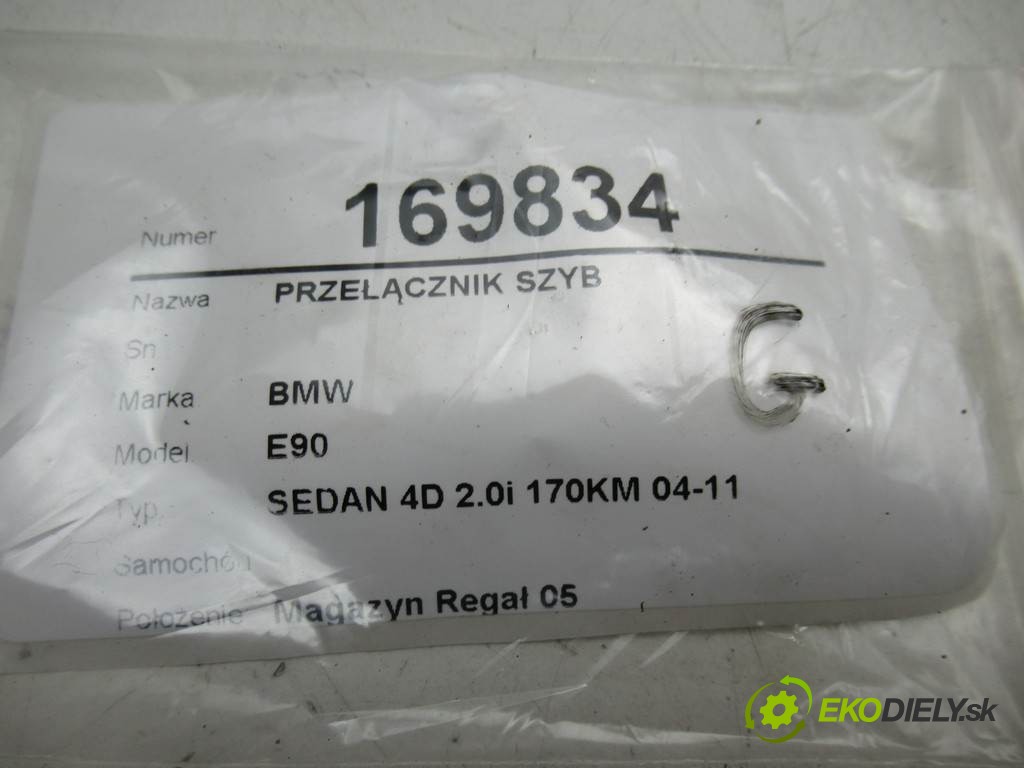 Numer 169834
Nazwa PRZEŁĄCZNIK SZYB
Sn
G
Marka BMW
Model E90
Typ SEDAN 4D 2.0i 170KM 04-11
Samochód
Położenie Magazyn Regał 05
EKODIELY.sk